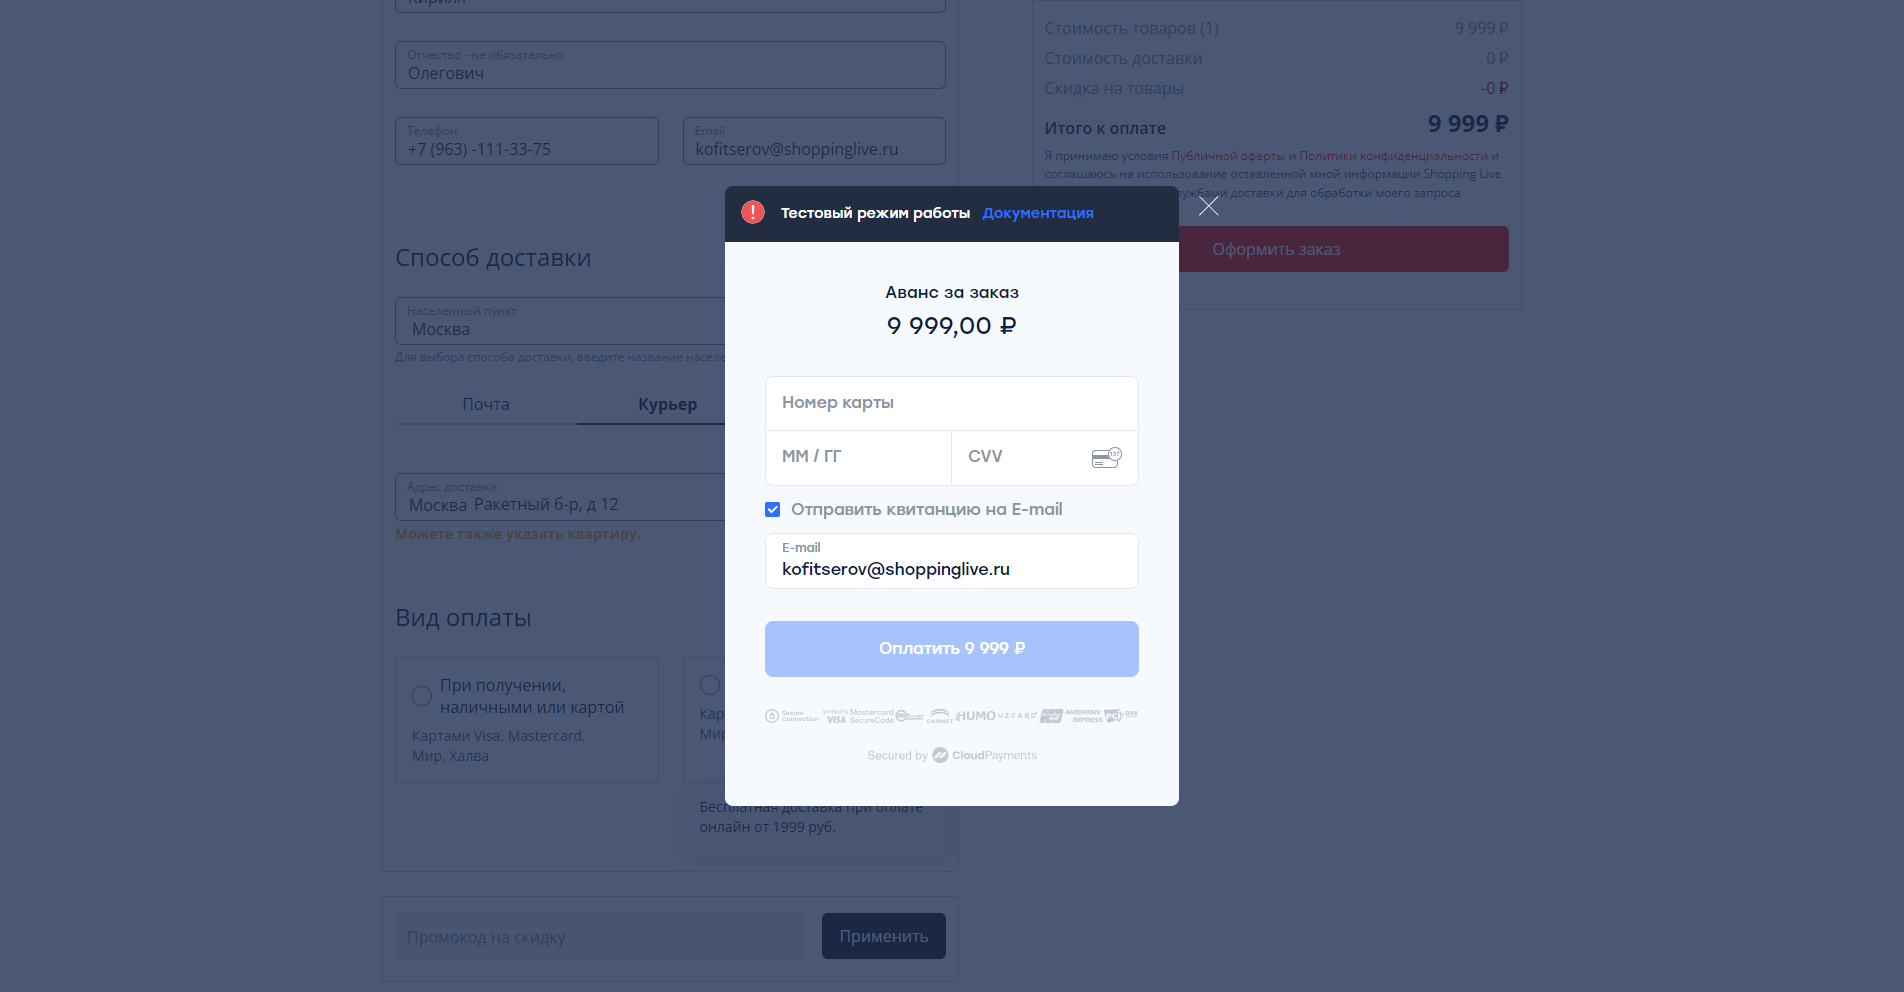 Кирилл
Отчество - не обязательно
Олегович
Телефон
+7 (963) -111-33-75
Email
kofitserov@shoppinglive.ru
Способ доставки
Населенный пункт
Москва
Для выбора способа доставки, введите название населе
Почта
Курьер
Адрес доставки
Москва Ракетный б-р, д 12
Можете также указать квартиру.
Вид оплаты
При получении,
наличными или картой
Картами Visa, Mastercard,
Мир, Халва
Кар
Мир
Бесплатная доставка при оплате
онлайн от 1999 руб.
Промокод на скидку
Применить
Стоимость товаров (1)
9 999 ₽
Стоимость доставки
0 ₽
Скидка на товары
-0 ₽
Итого к оплате
9 999 ₽
Я принимаю условия Публичной оферты и Политики конфиденциальности и
соглашаюсь на использование оставленной мной информации Shopping Live
лужбами доставки для обработки моего запроса
Оформить заказ
Тестовый режим работы Документация
Аванс за заказ
9 999,00 ₽
Номер карты
ММ / ГГ
CVV
137
Отправить квитанцию на E-mail
E-mail
kofitserov@shoppinglive.ru
Оплатить 9 999 ₽
Secure Connection
Verified by VISA
Mastercard SecureCode
CARNET
HUMO
UZCARD
AMERICAN EXPRESS
PCI DSS
Secured by CloudPayments